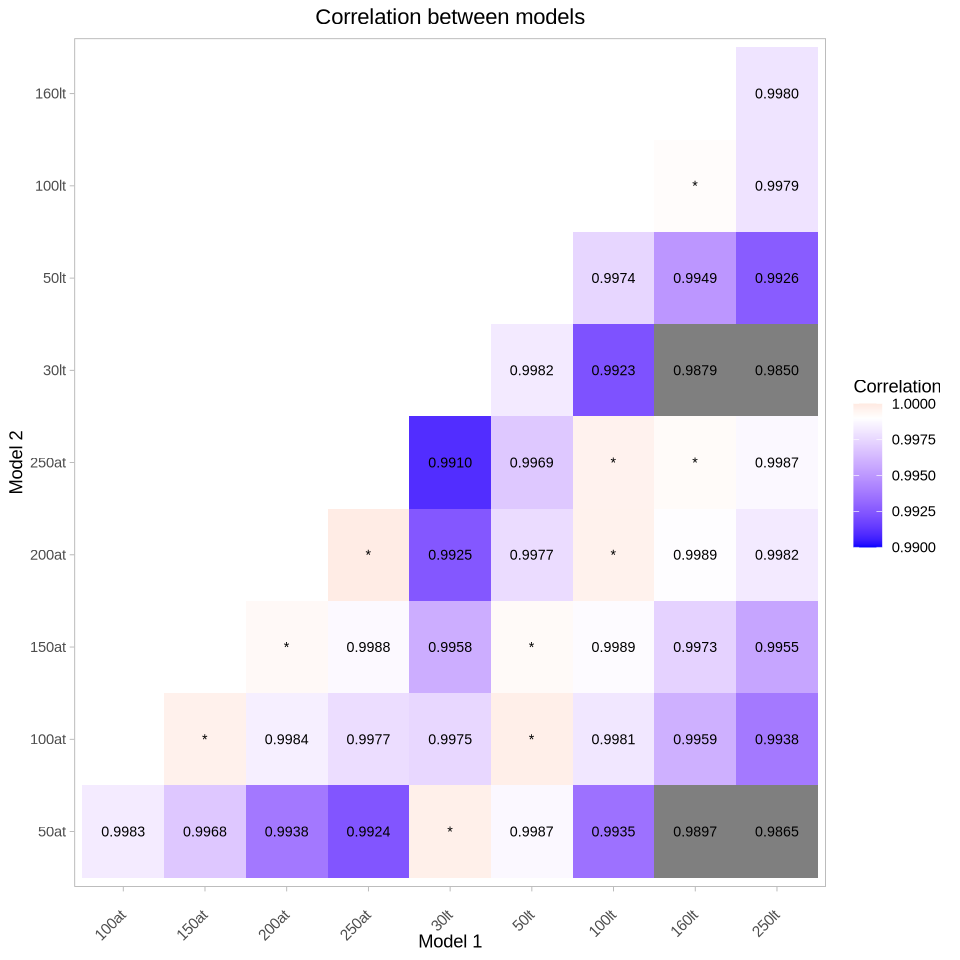 Correlation between models
Model 2
160lt 0.9980
100lt * 0.9979
50lt 0.9974 0.9949 0.9926
30lt 0.9982 0.9923 0.9879 0.9850
250at 0.9910 0.9969 * * 0.9987
200at * 0.9925 0.9977 * 0.9989 0.9982
150at * 0.9988 0.9958 * 0.9989 0.9973 0.9955
100at * 0.9984 0.9977 0.9975 * 0.9981 0.9959 0.9938
50at 0.9983 0.9968 0.9938 0.9924 * 0.9987 0.9935 0.9897 0.9865
100at 150at 200at 250at 30lt 50lt 100lt 160lt 250lt
Model 1
Correlation
1.0000
0.9975
0.9950
0.9925
0.9900